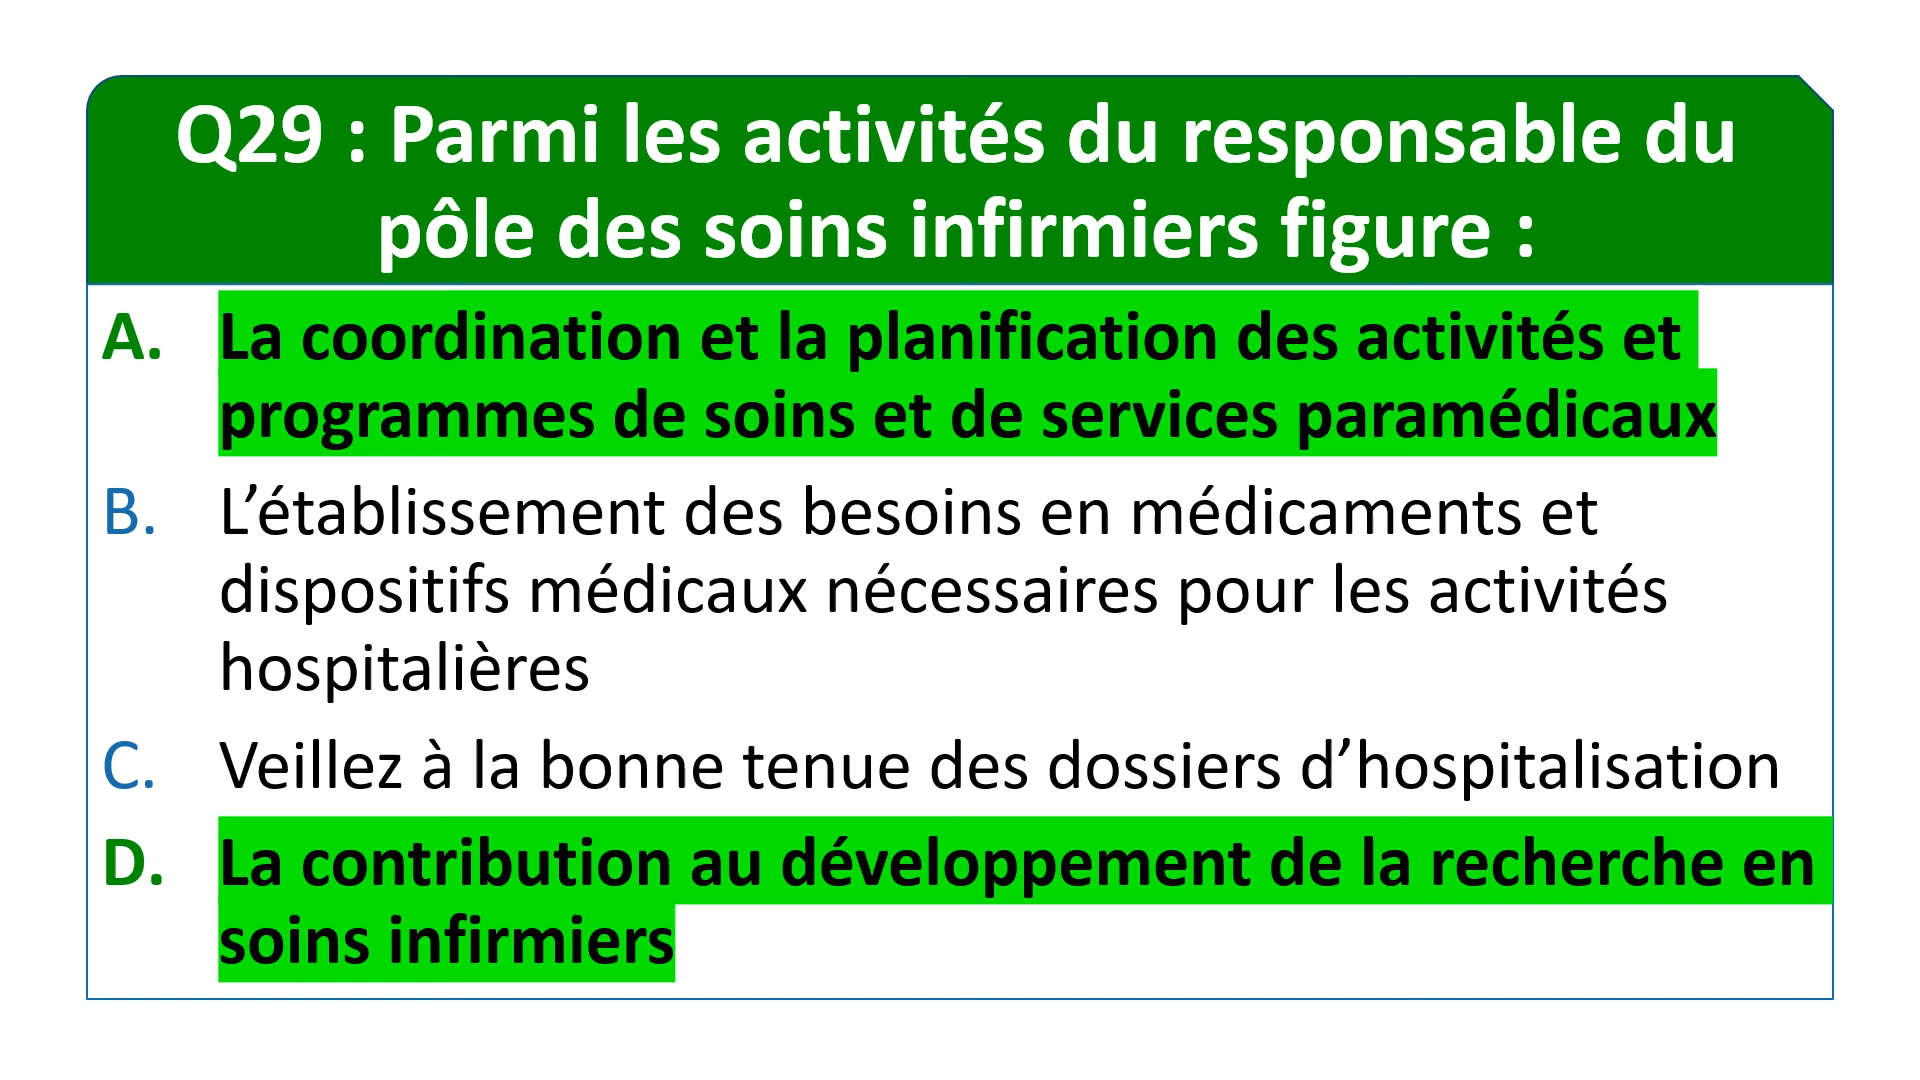 Q29 : Parmi les activités du responsable du
pôle des soins infirmiers figure :
A. La coordination et la planification des activités et
programmes de soins et de services paramédicaux
B. L’établissement des besoins en médicaments et
dispositifs médicaux nécessaires pour les activités
hospitalières
C. Veillez à la bonne tenue des dossiers d’hospitalisation
D. La contribution au développement de la recherche en
soins infirmiers